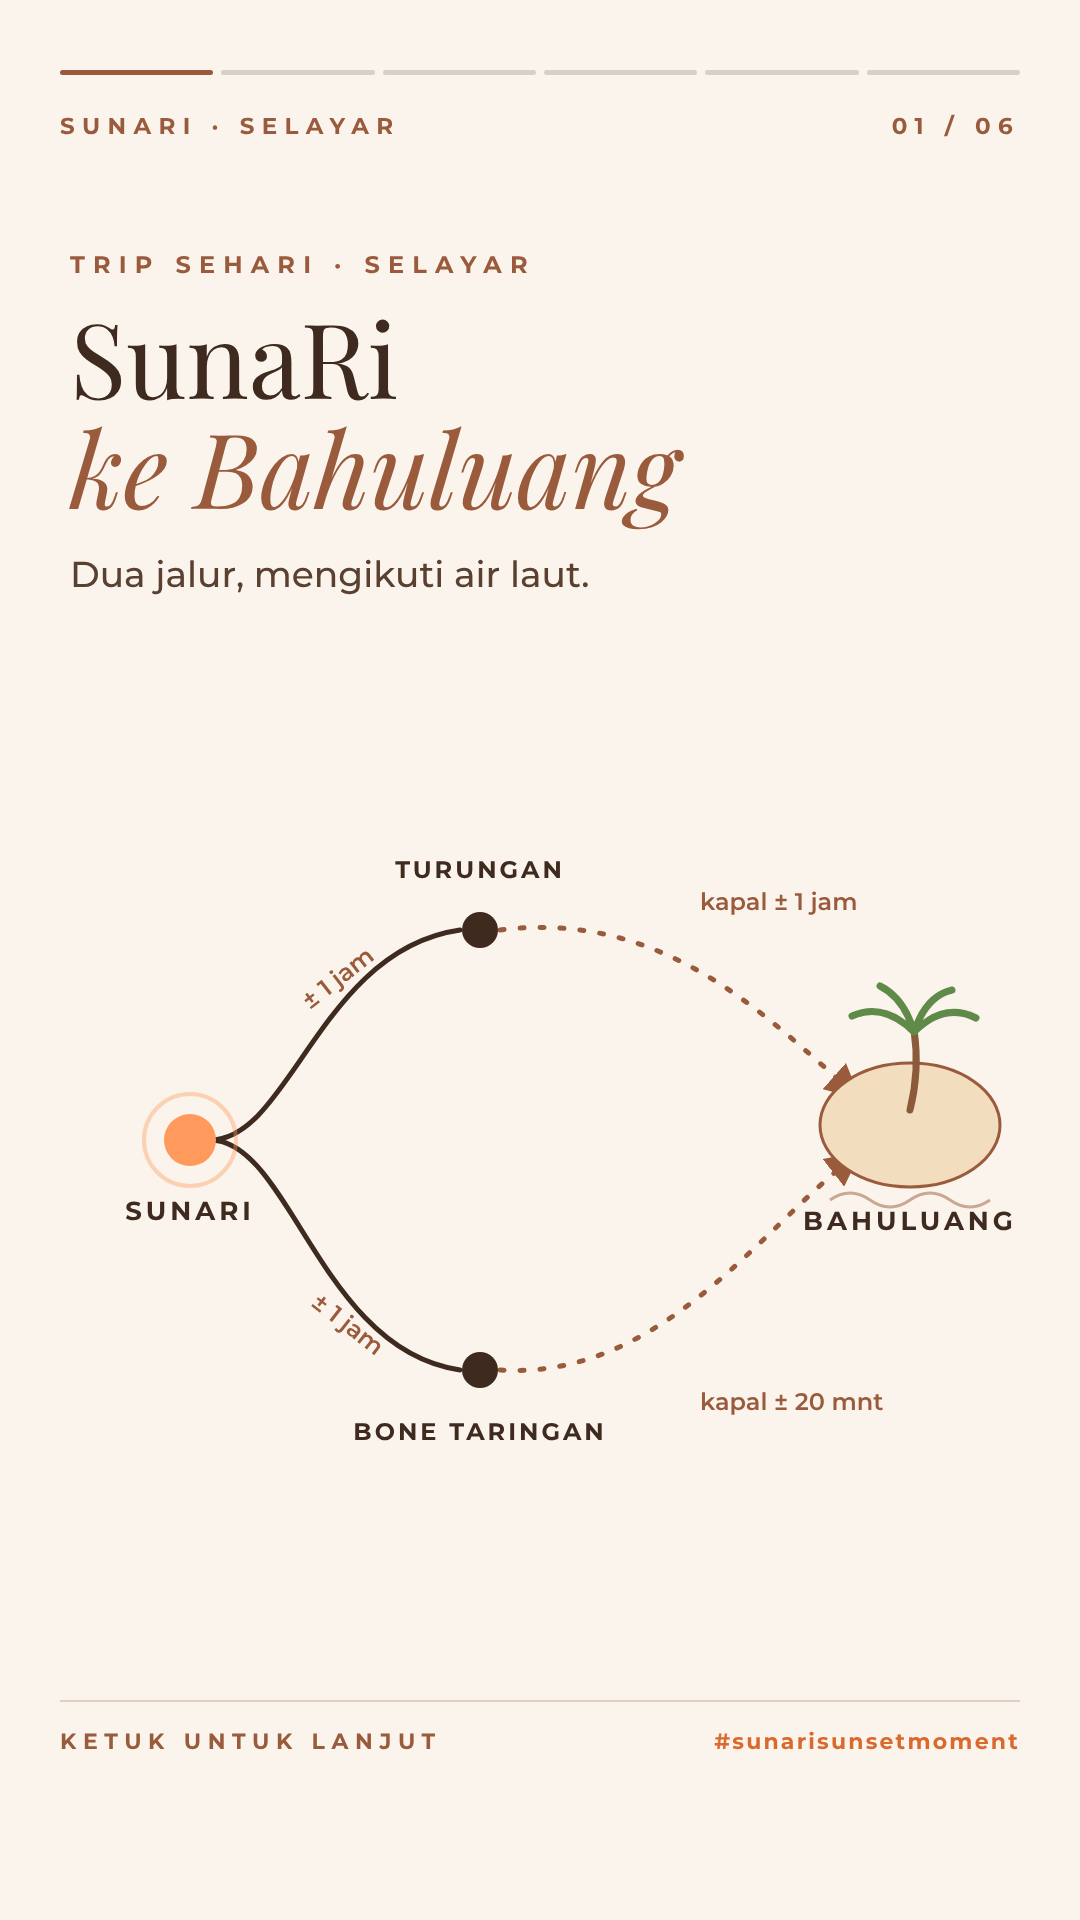 SUNARI · SELAYAR
01 / 06
TRIP SEHARI · SELAYAR
SunaRi
ke Bahuluang
Dua jalur, mengikuti air laut.
TURUNGAN
kapal ± 1 jam
± 1 jam
SUNARI
BAHULUANG
± 1 jam
kapal ± 20 mnt
BONE TARINGAN
KETUK UNTUK LANJUT
#sunarisunsetmoment